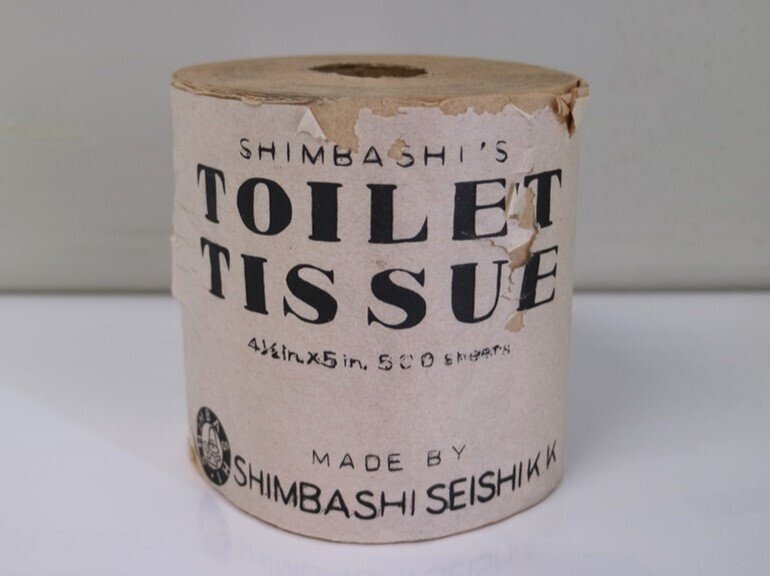 SHIMBASHI'S
TOILET
TISSUE
4½in.x5in. 500 sheets
MADE BY
SHIMBASHI SEISHI K K